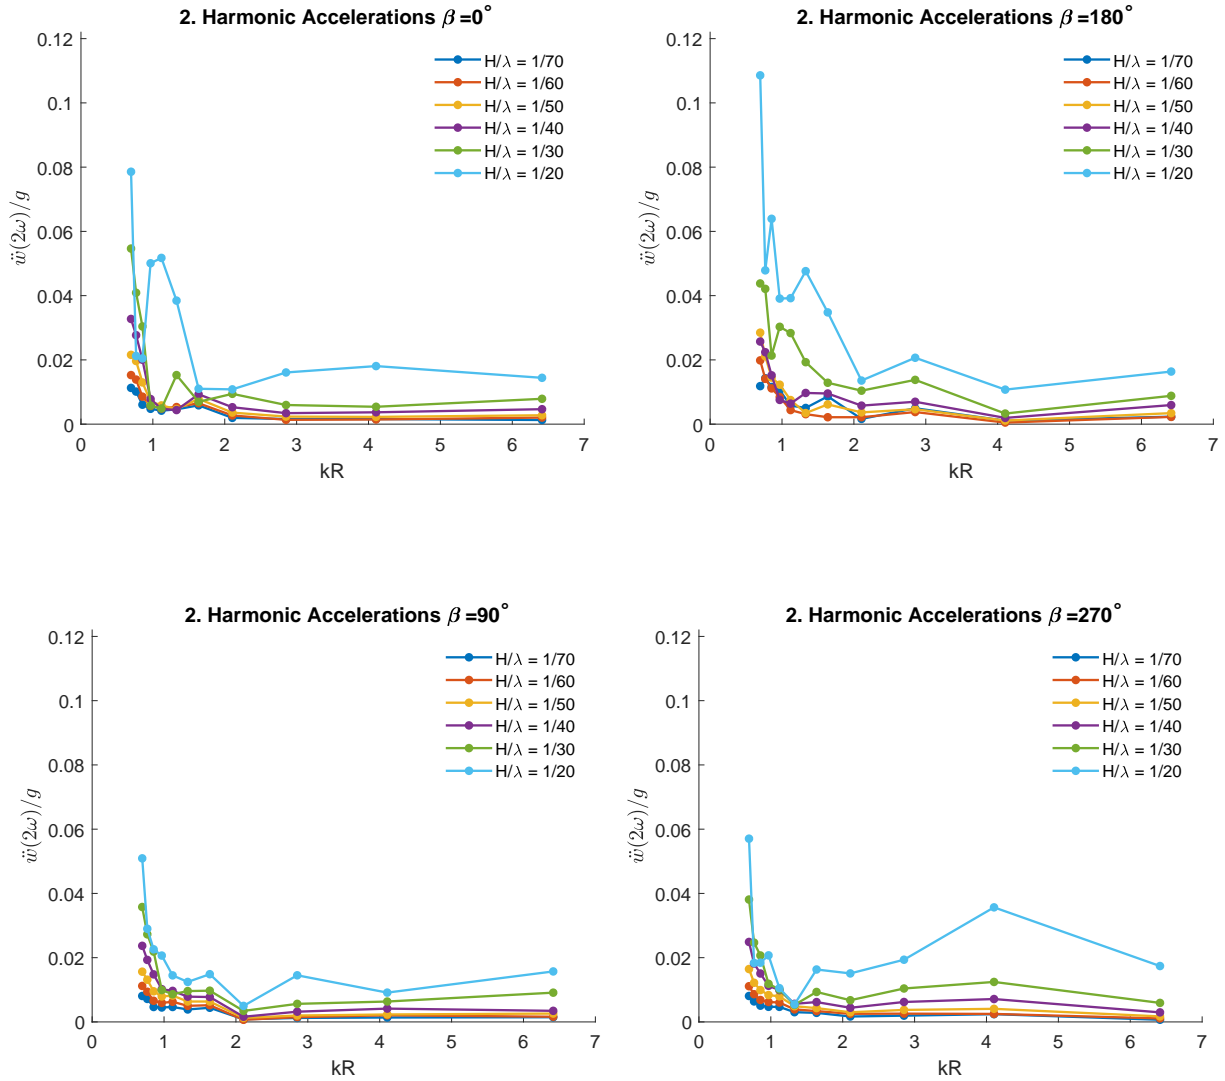 2. Harmonic Accelerations β =0°
0.12
0.1
0.08
0.06
0.04
0.02
0
ẅ(2ω)/g
0 1 2 3 4 5 6 7
kR
H/λ = 1/70
H/λ = 1/60
H/λ = 1/50
H/λ = 1/40
H/λ = 1/30
H/λ = 1/20
2. Harmonic Accelerations β =180°
0.12
0.1
0.08
0.06
0.04
0.02
0
ẅ(2ω)/g
0 1 2 3 4 5 6 7
kR
H/λ = 1/70
H/λ = 1/60
H/λ = 1/50
H/λ = 1/40
H/λ = 1/30
H/λ = 1/20
2. Harmonic Accelerations β =90°
0.12
0.1
0.08
0.06
0.04
0.02
0
ẅ(2ω)/g
0 1 2 3 4 5 6 7
kR
H/λ = 1/70
H/λ = 1/60
H/λ = 1/50
H/λ = 1/40
H/λ = 1/30
H/λ = 1/20
2. Harmonic Accelerations β =270°
0.12
0.1
0.08
0.06
0.04
0.02
0
ẅ(2ω)/g
0 1 2 3 4 5 6 7
kR
H/λ = 1/70
H/λ = 1/60
H/λ = 1/50
H/λ = 1/40
H/λ = 1/30
H/λ = 1/20